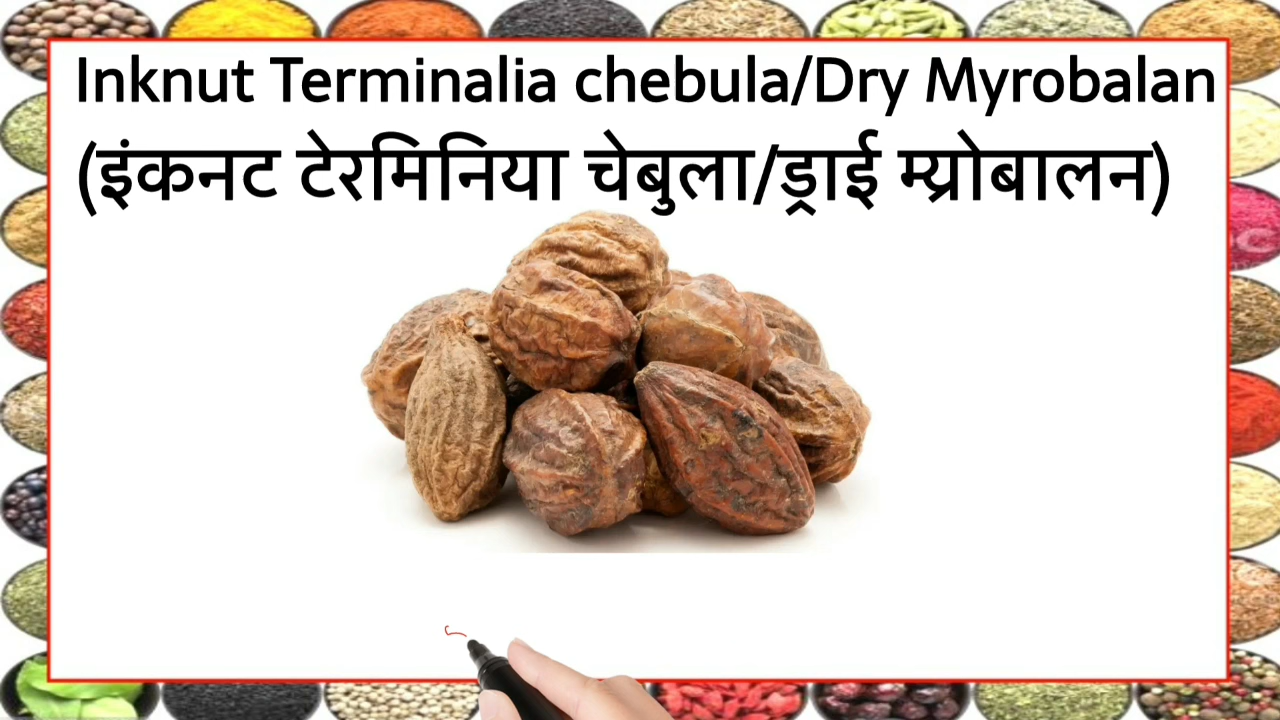 Inknut Terminalia chebula/Dry Myrobalan
(इंकनट टेरमिनिया चेबुला/ड्राई म्य्रोबालन)